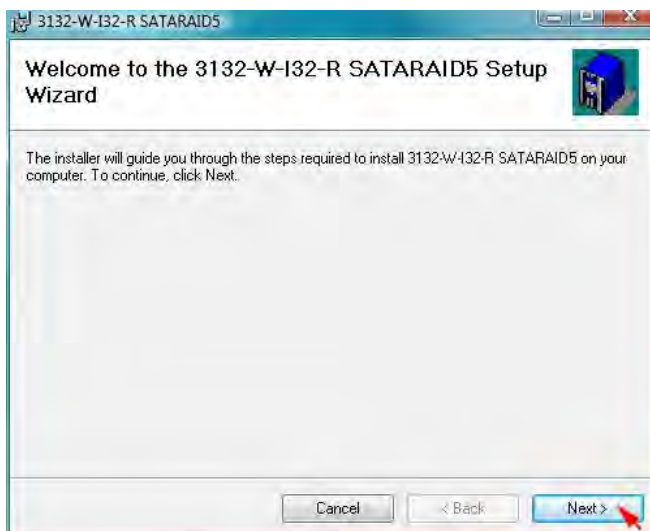 3132-W-I32-R SATARAID5
Welcome to the 3132-W-I32-R SATARAID5 Setup
Wizard
The installer will guide you through the steps required to install 3132-W-I32-R SATARAID5 on your
computer. To continue, click Next.
Cancel
< Back
Next >